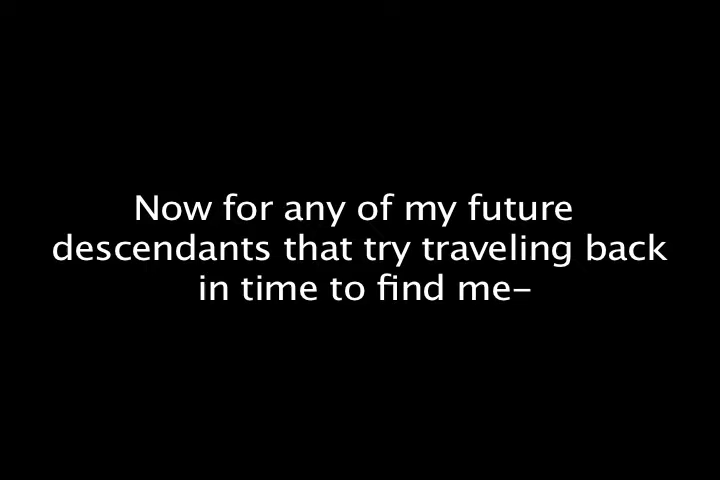 Now for any of my future
descendants that try traveling back
in time to find me–